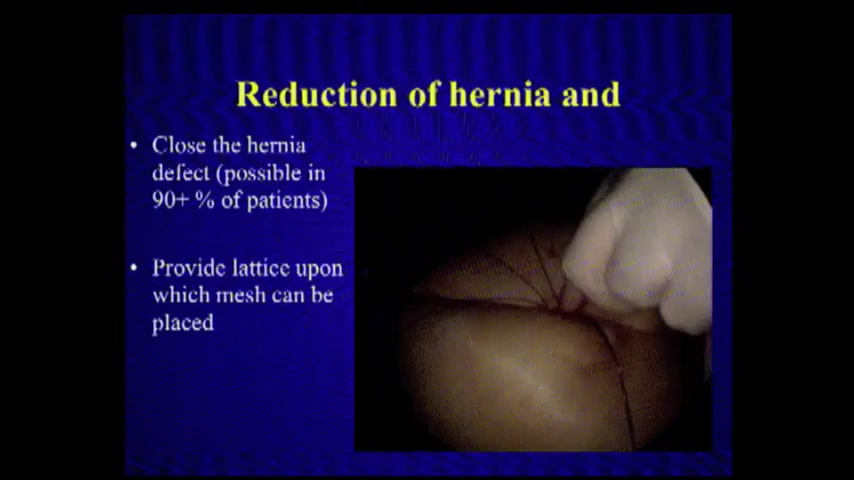 Reduction of hernia and
• Close the hernia
defect (possible in
90+ % of patients)
• Provide lattice upon
which mesh can be
placed